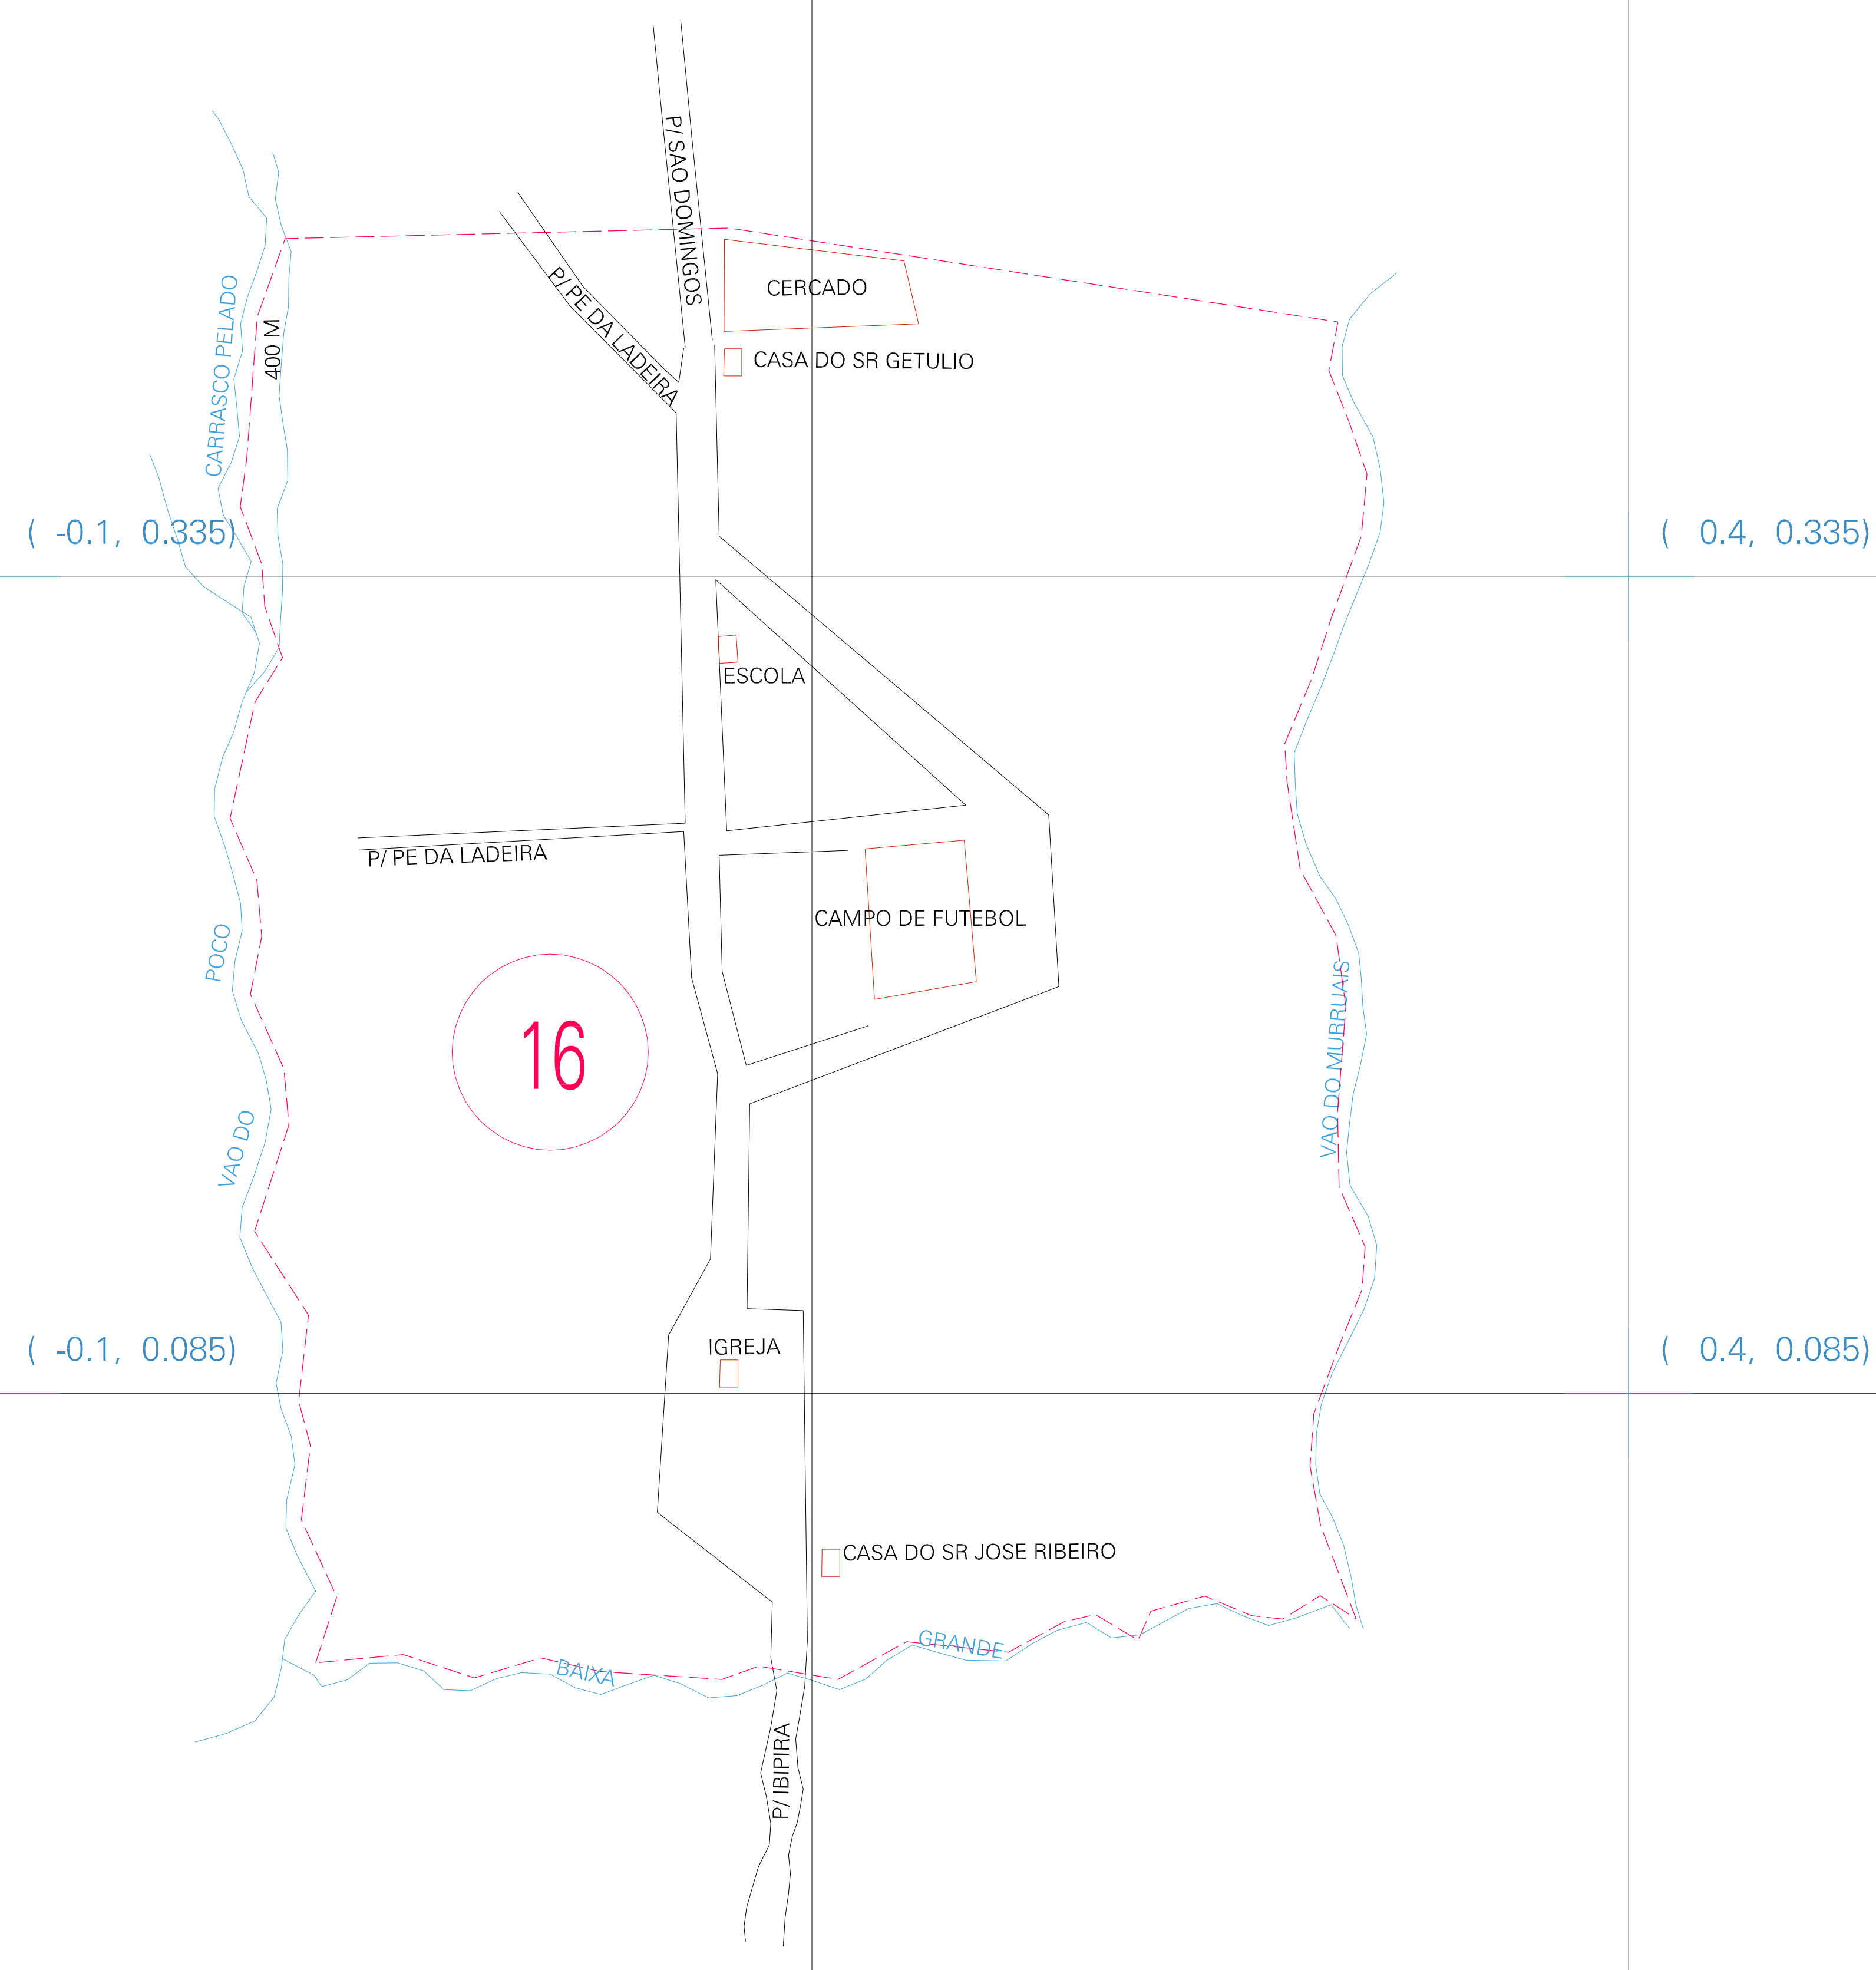 P/ SAO DOMINGOS
P/ PE DA LADEIRA
CERCADO
CASA DO SR GETULIO
CARRASCO PELADO
400 M
( -0.1, 0.335)
( 0.4, 0.335)
ESCOLA
P/ PE DA LADEIRA
CAMPO DE FUTEBOL
POCO
16
VAO DO MURRUAIS
VAO DO
( -0.1, 0.085)
IGREJA
( 0.4, 0.085)
CASA DO SR JOSE RIBEIRO
GRANDE
BAIXA
P/ IBIPIRA